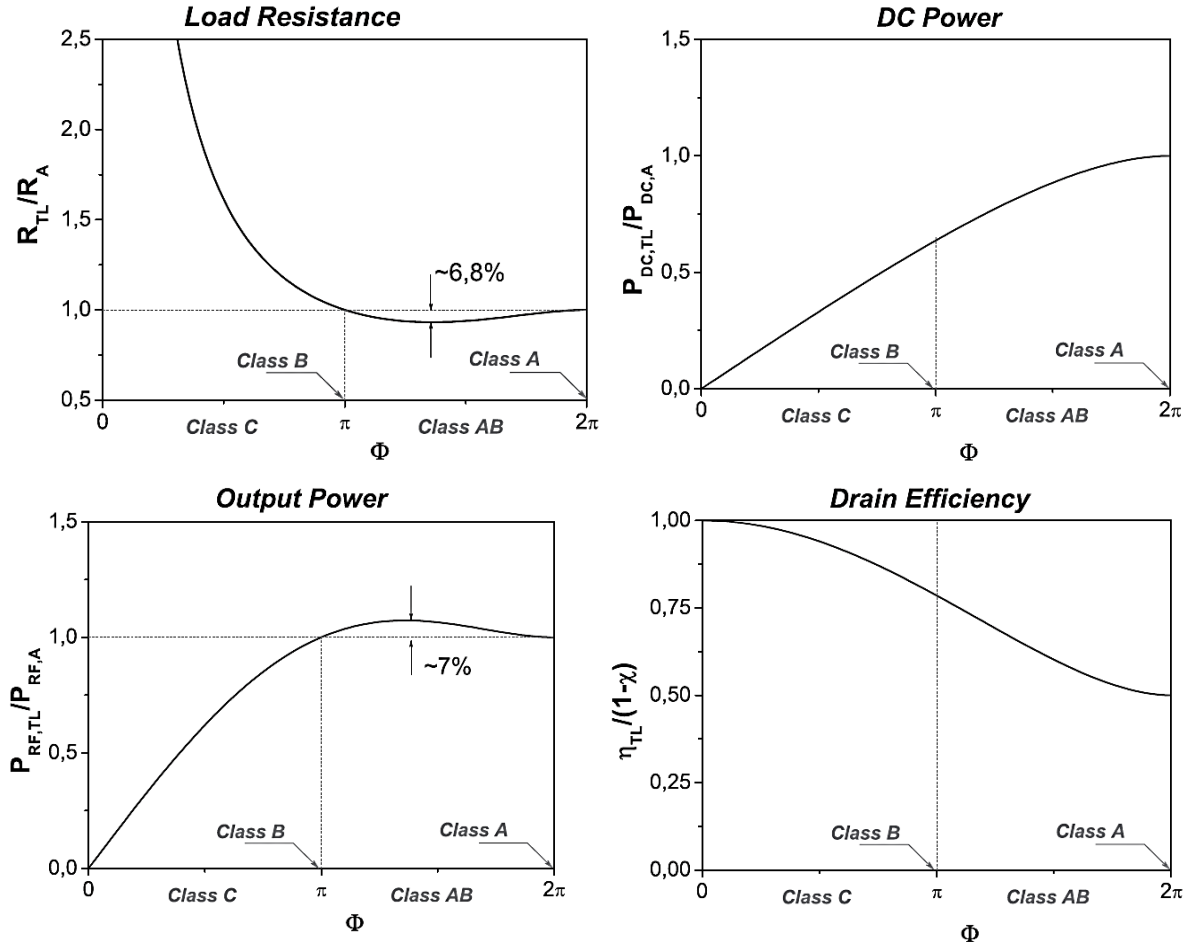 Load Resistance
2,5
2,0
1,5
1,0
0,5
R_TL/R_A
~6,8%
Class B
Class A
0
Class C
π
Class AB
2π
Φ
DC Power
1,5
1,0
0,5
0,0
P_DC,TL/P_DC,A
Class B
Class A
0
Class C
π
Class AB
2π
Φ
Output Power
1,5
1,0
0,5
0,0
P_RF,TL/P_RF,A
~7%
Class B
Class A
0
Class C
π
Class AB
2π
Φ
Drain Efficiency
1,00
0,75
0,50
0,25
0,00
η_TL/(1-χ)
Class B
Class A
0
Class C
π
Class AB
2π
Φ